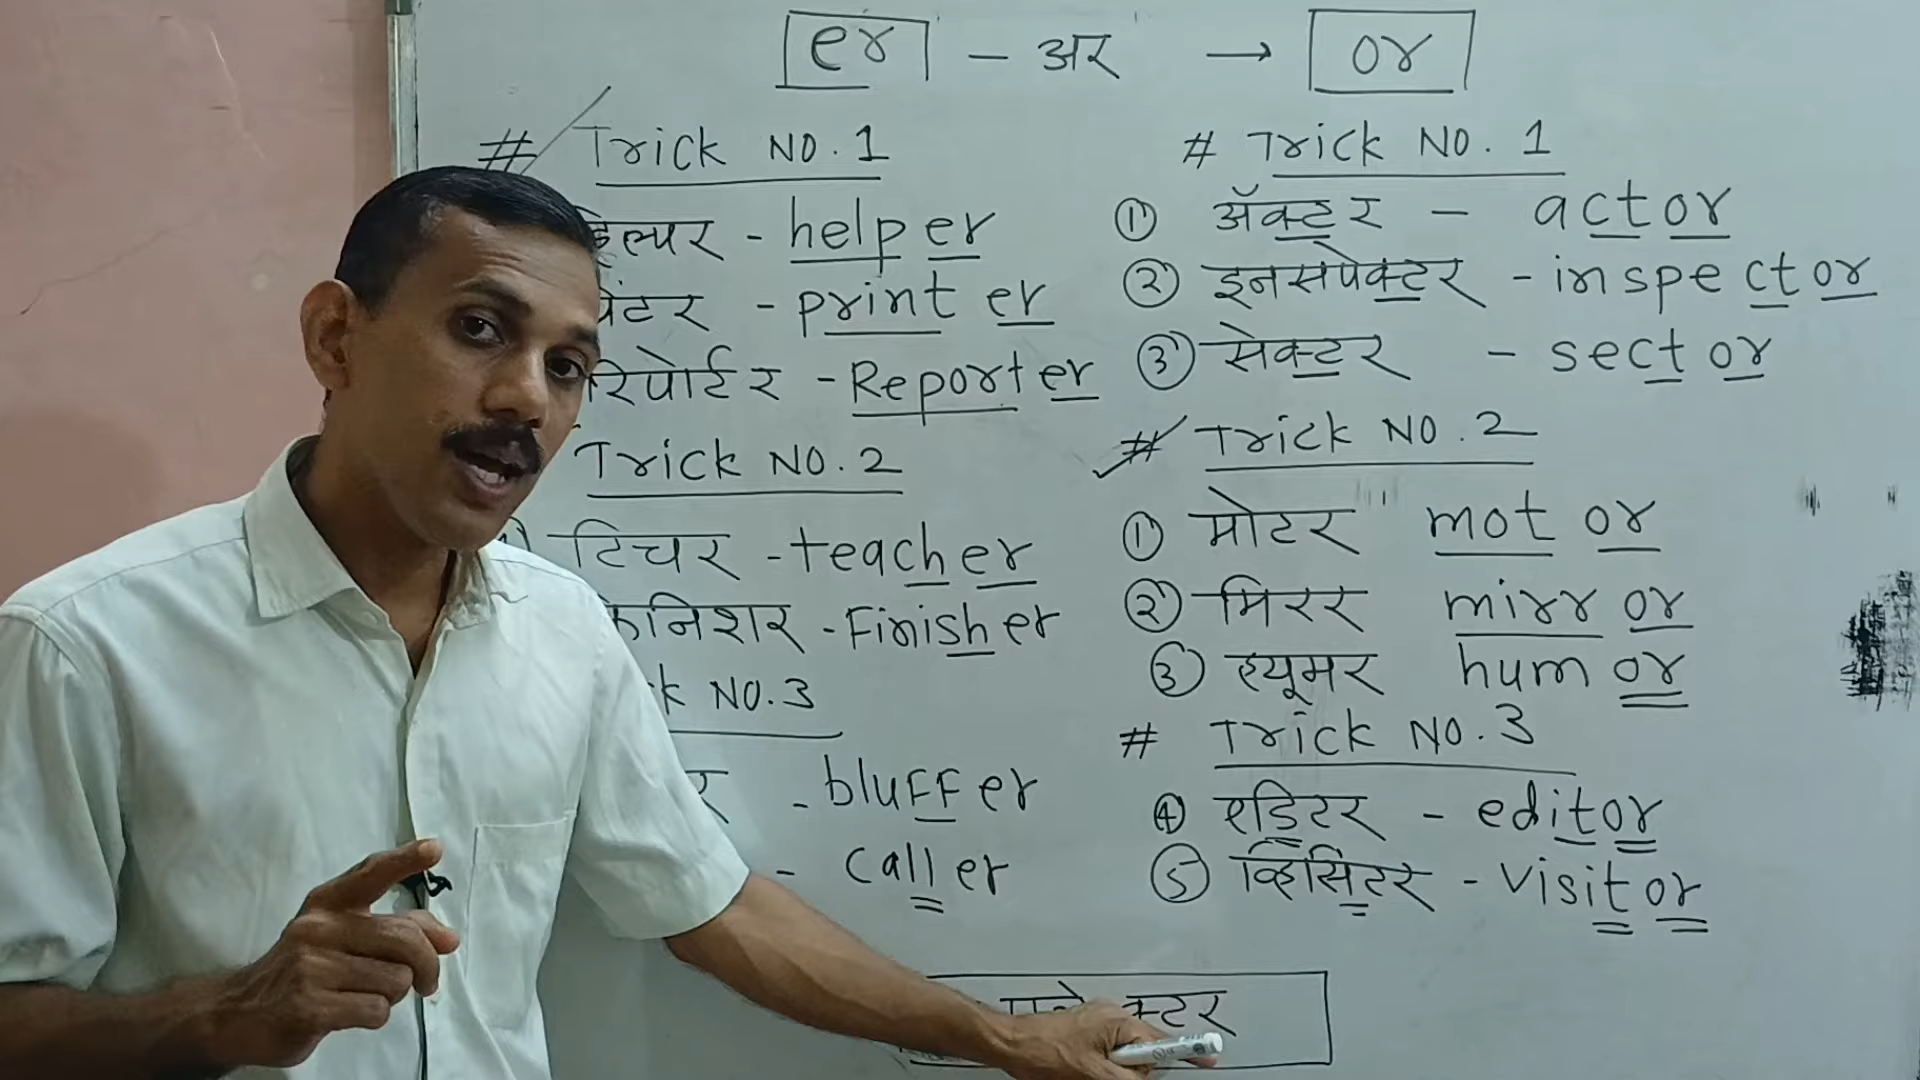 er - अर → or
# Trick NO. 1
helper
प्रिंटर - printer
रिपोर्टर - Reporter
Trick NO. 2
टिचर - teacher
फिनिशर - Finisher
NO. 3
- bluffer
- caller
# Trick NO. 1
① ॲक्टर - actor
② इनसपेक्टर - inspector
③ सेक्टर - sector
# Trick NO. 2
① मोटर motor
② मिरर mirror
③ ह्यूमर humor
# Trick NO. 3
④ एडिटर - editor
⑤ व्हिसिटर - visitor